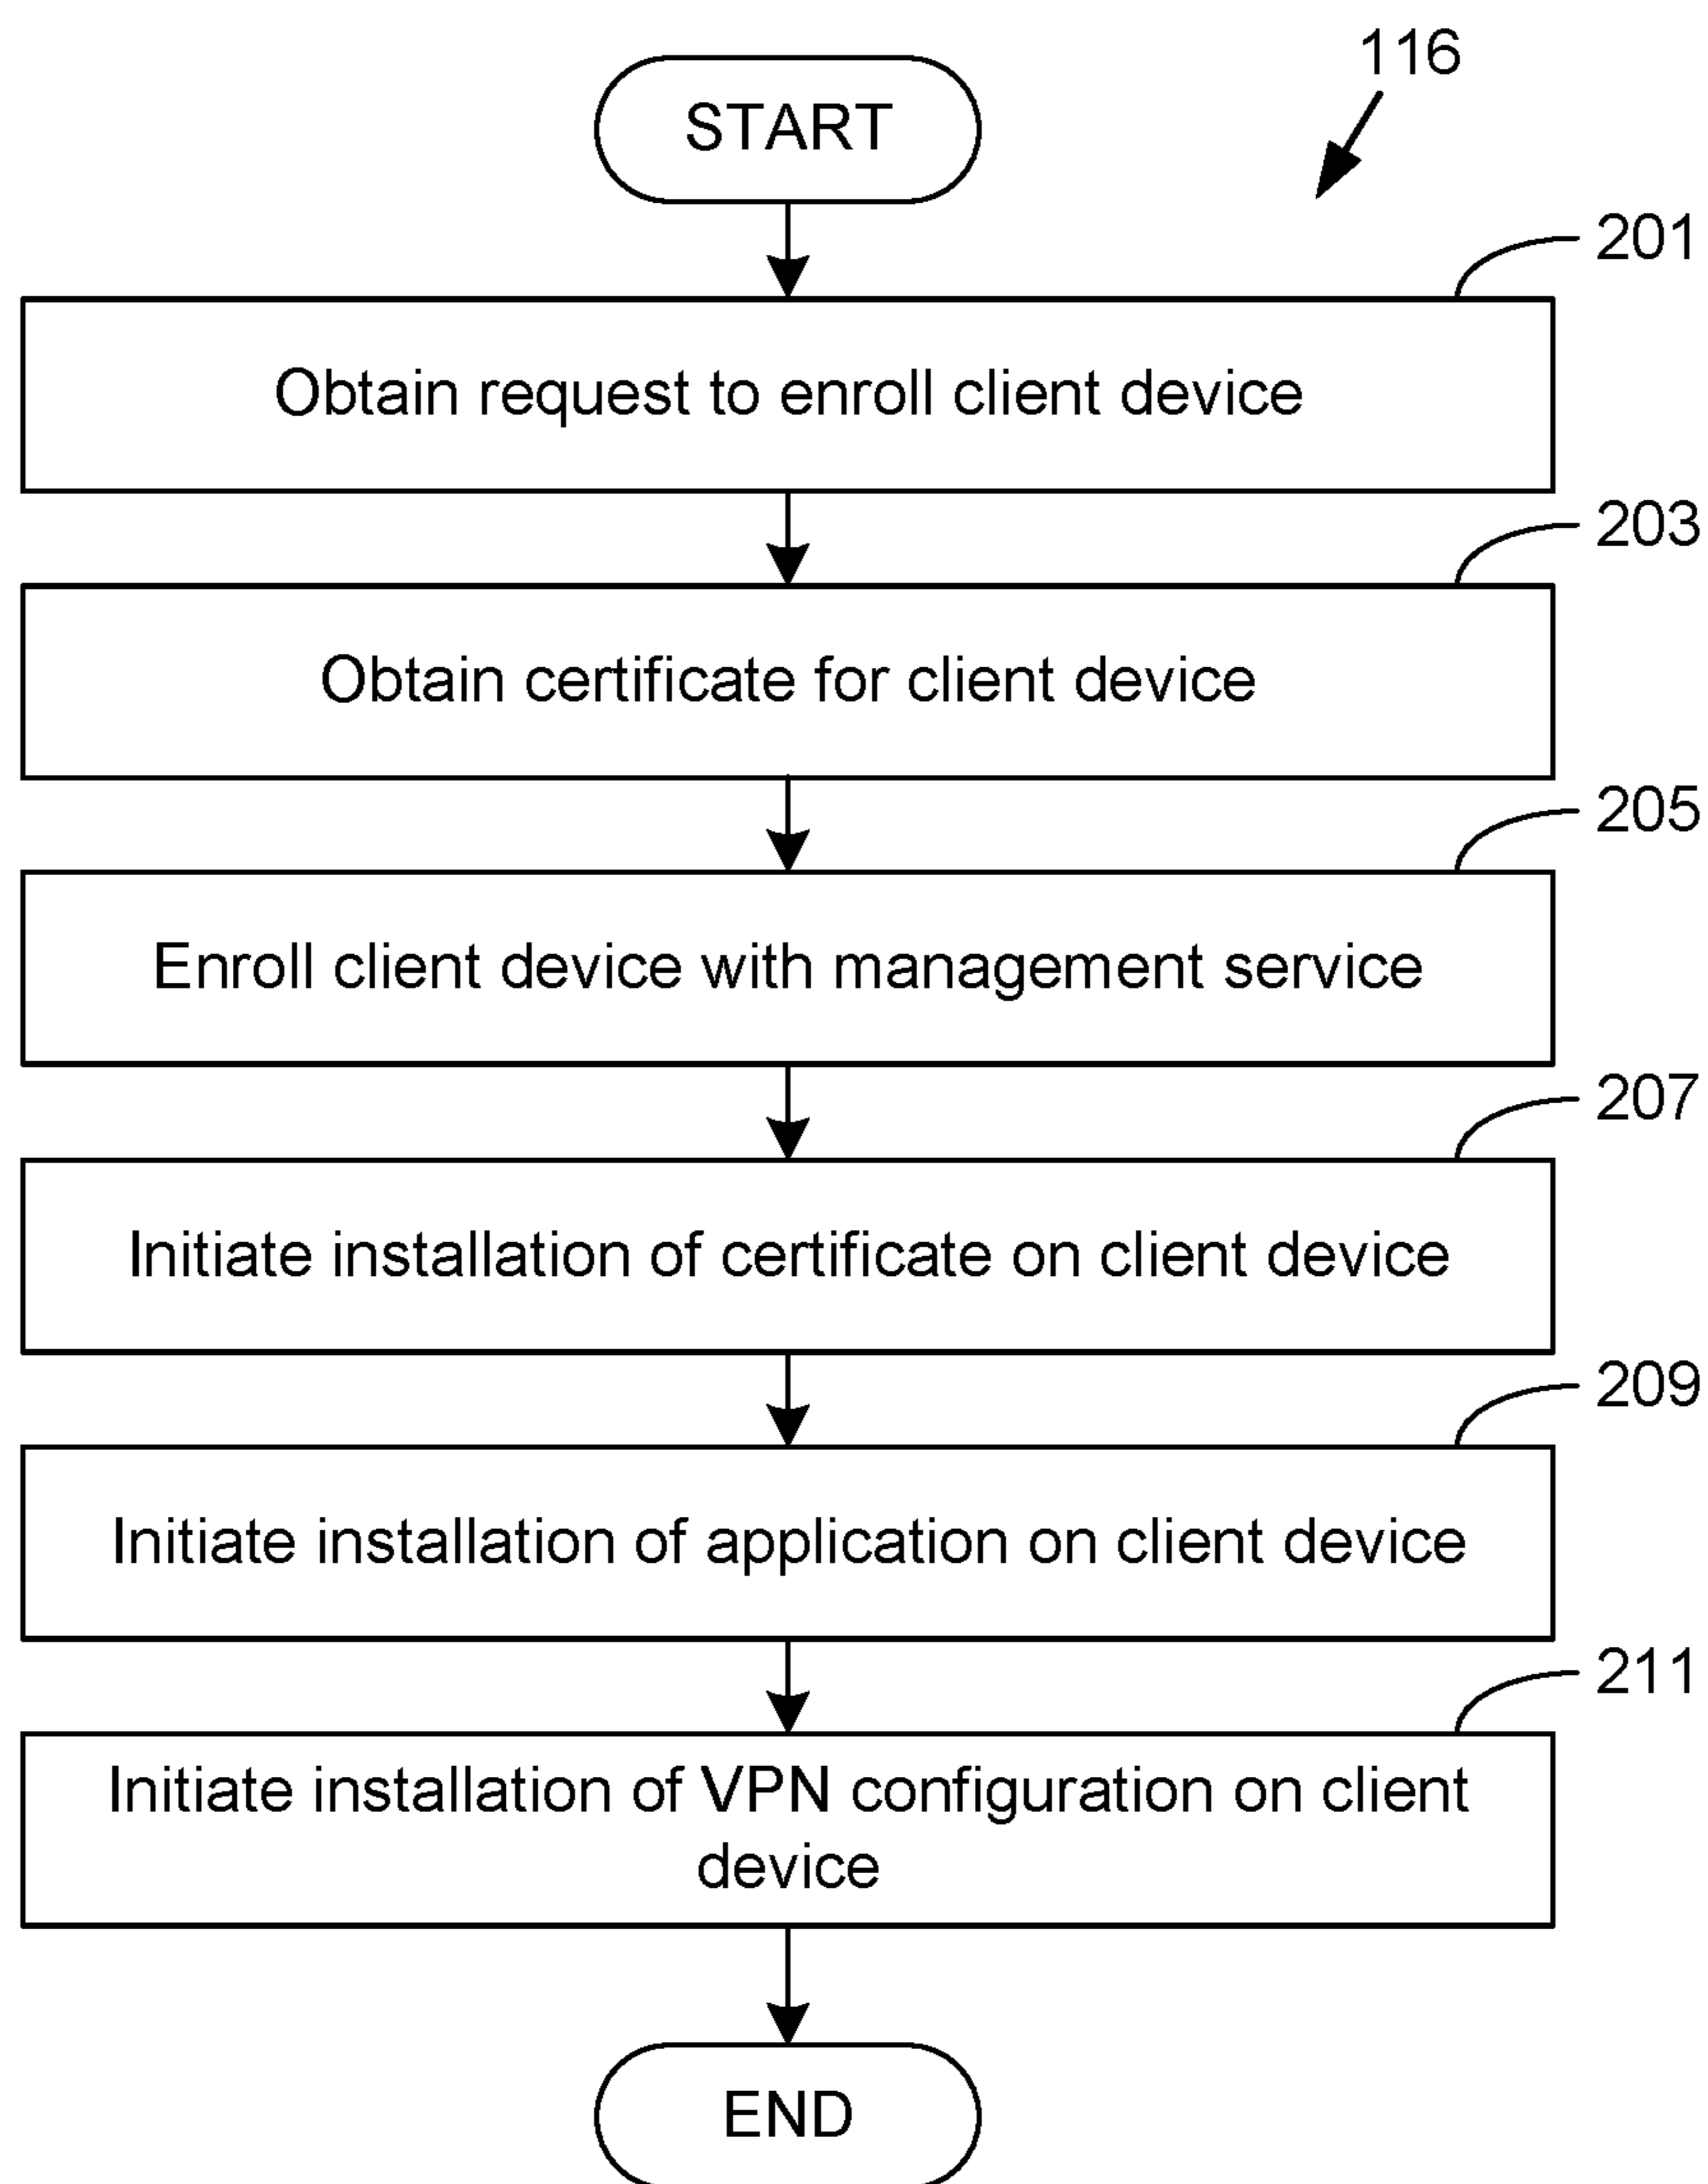 116
START
201
Obtain request to enroll client device
203
Obtain certificate for client device
205
Enroll client device with management service
207
Initiate installation of certificate on client device
209
Initiate installation of application on client device
211
Initiate installation of VPN configuration on client
device
END